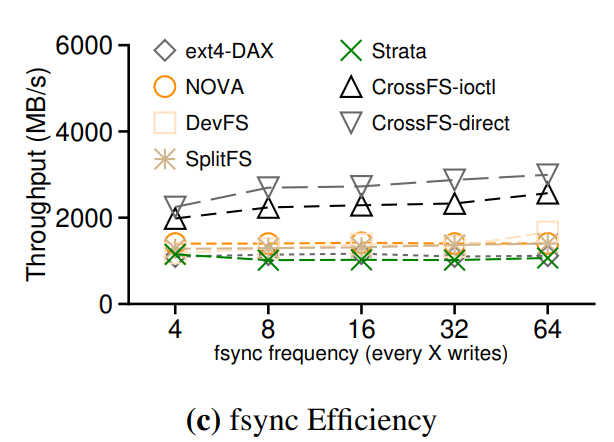 Throughput (MB/s)
6000
4000
2000
0
ext4-DAX
NOVA
DevFS
SplitFS
Strata
CrossFS-ioctl
CrossFS-direct
4 8 16 32 64
fsync frequency (every X writes)
(c) fsync Efficiency